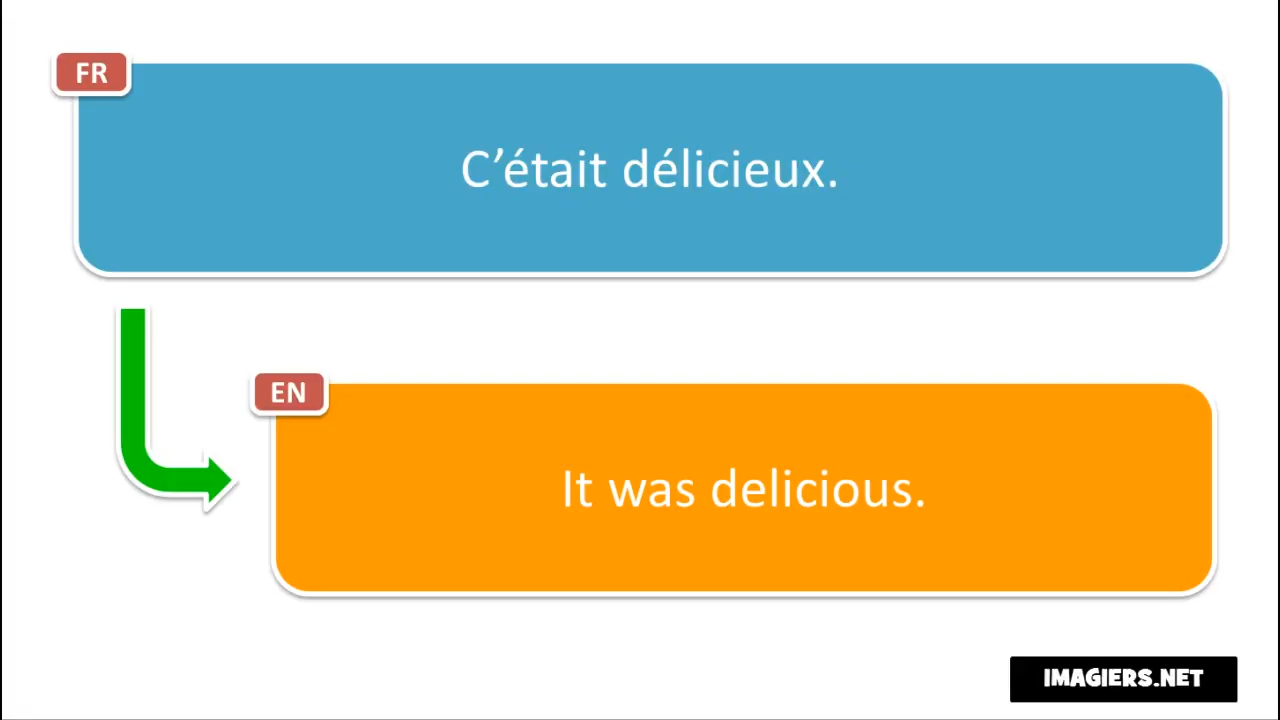 FR
C’était délicieux.
EN
It was delicious.
IMAGIERS.NET